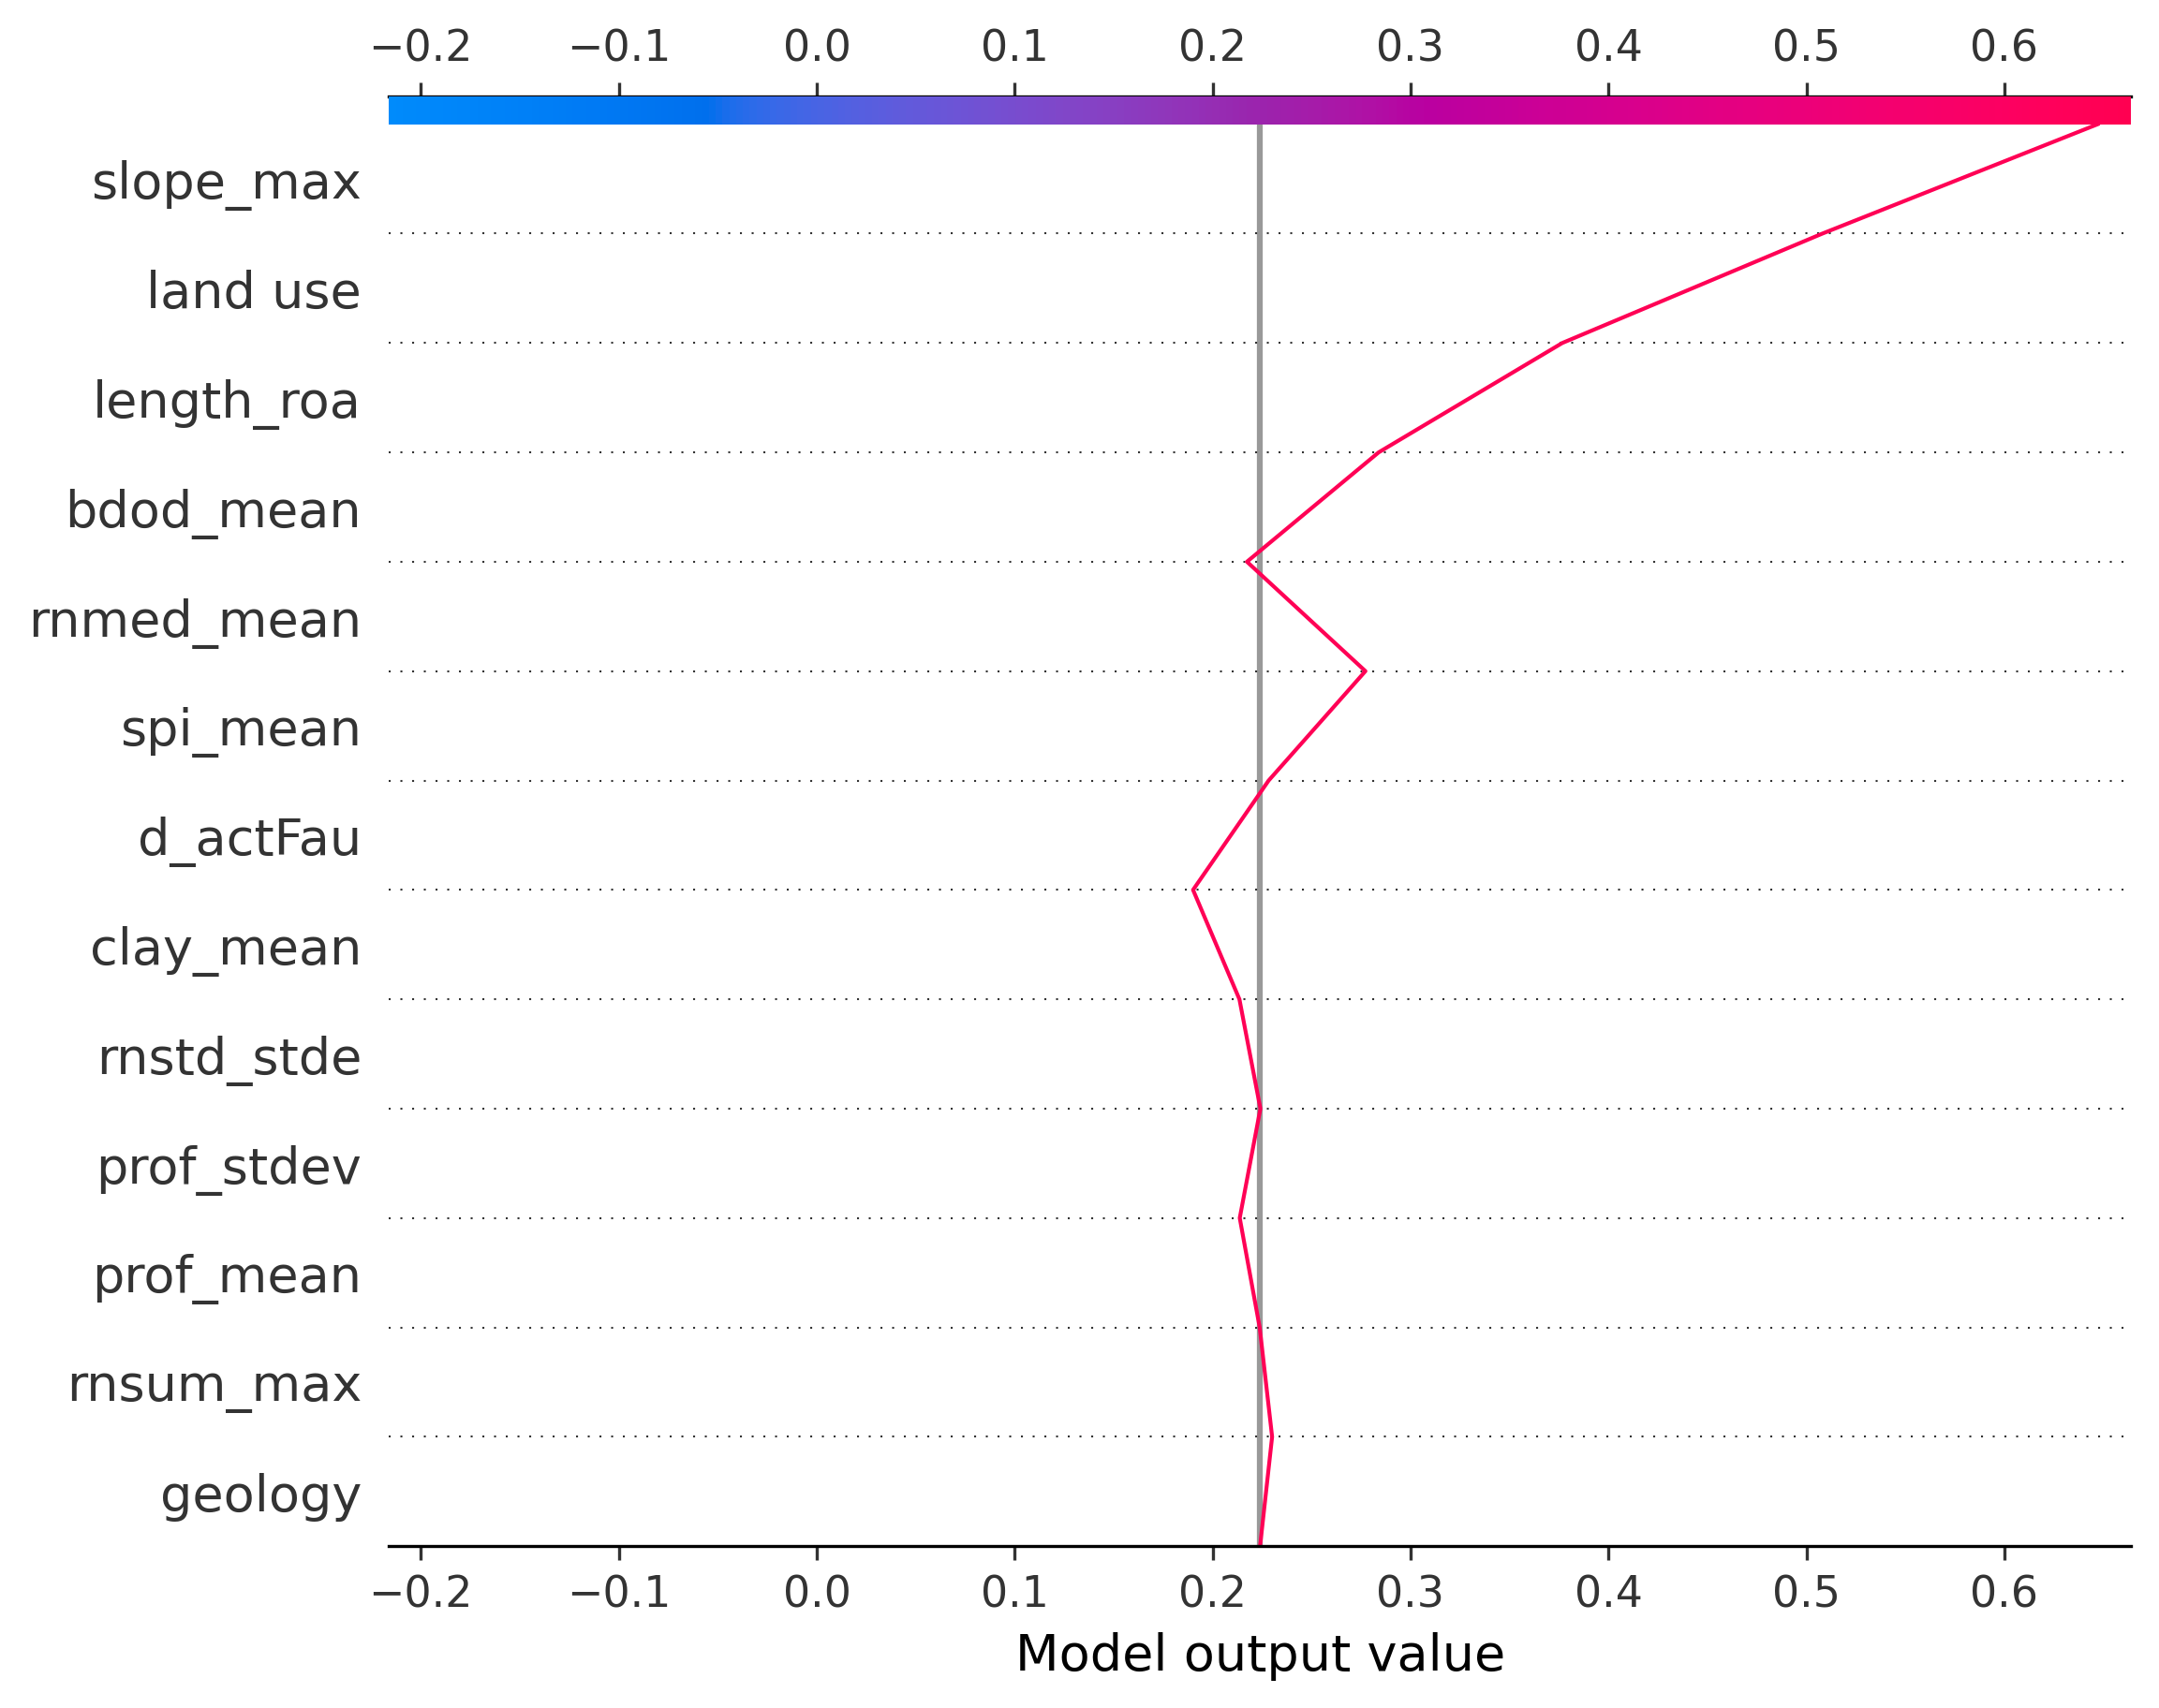 −0.2 −0.1 0.0 0.1 0.2 0.3 0.4 0.5 0.6
slope_max
land use
length_roa
bdod_mean
rnmed_mean
spi_mean
d_actFau
clay_mean
rnstd_stde
prof_stdev
prof_mean
rnsum_max
geology
−0.2 −0.1 0.0 0.1 0.2 0.3 0.4 0.5 0.6
Model output value